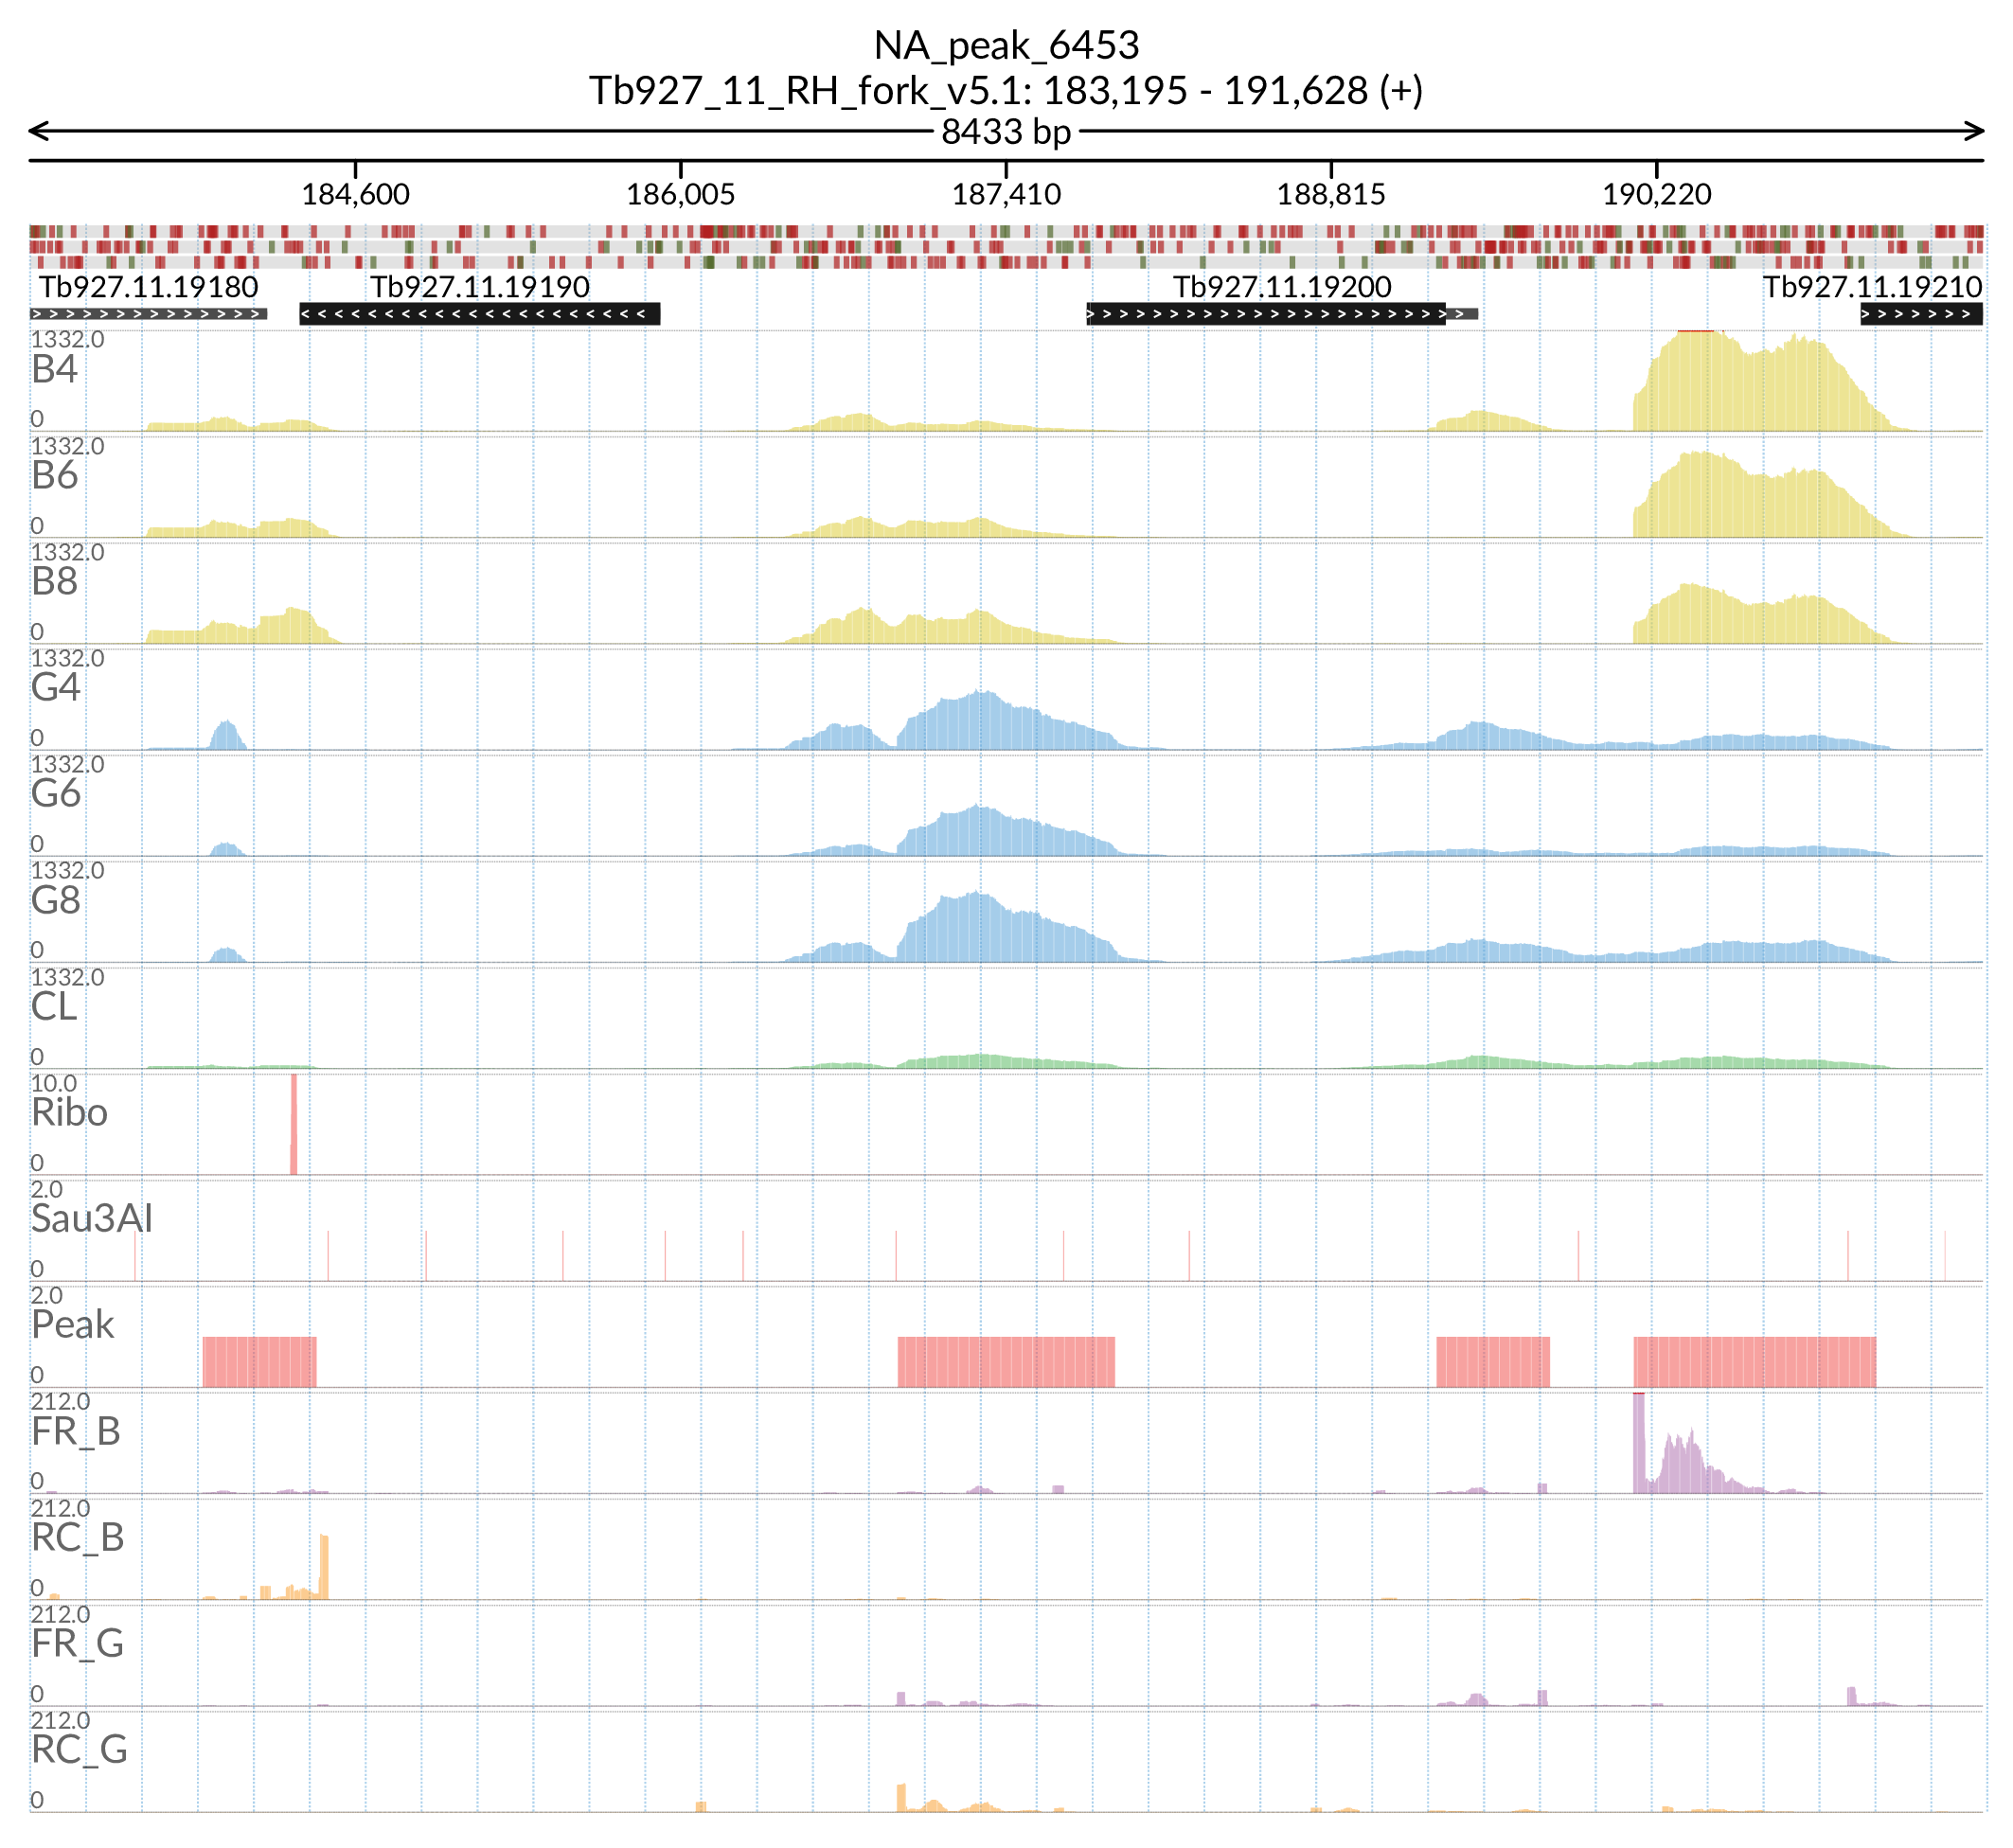 NA_peak_6453
Tb927_11_RH_fork_v5.1: 183,195 - 191,628 (+)
8433 bp
184,600 186,005 187,410 188,815 190,220
Tb927.11.19180 Tb927.11.19190 Tb927.11.19200 Tb927.11.19210
1332.0
B4
0
1332.0
B6
0
1332.0
B8
0
1332.0
G4
0
1332.0
G6
0
1332.0
G8
0
1332.0
CL
0
10.0
Ribo
0
2.0
Sau3AI
0
2.0
Peak
0
212.0
FR_B
0
212.0
RC_B
0
212.0
FR_G
0
212.0
RC_G
0